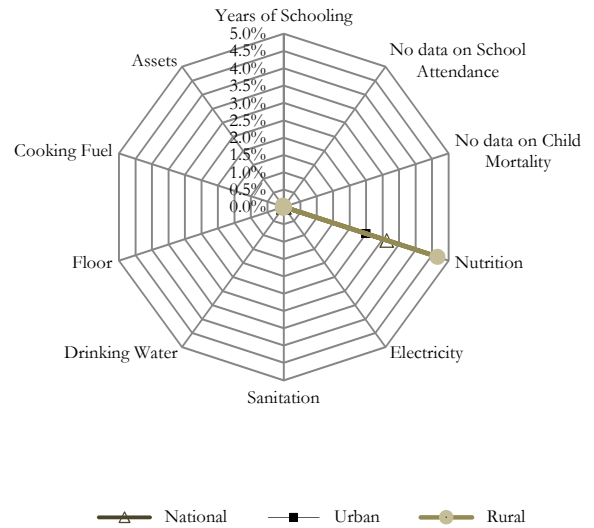 Years of Schooling
5.0%
4.5%
4.0%
3.5%
3.0%
2.5%
2.0%
1.5%
1.0%
0.5%
0.0%
No data on School
Attendance
No data on Child
Mortality
Nutrition
Electricity
Sanitation
Drinking Water
Floor
Cooking Fuel
Assets
National
Urban
Rural